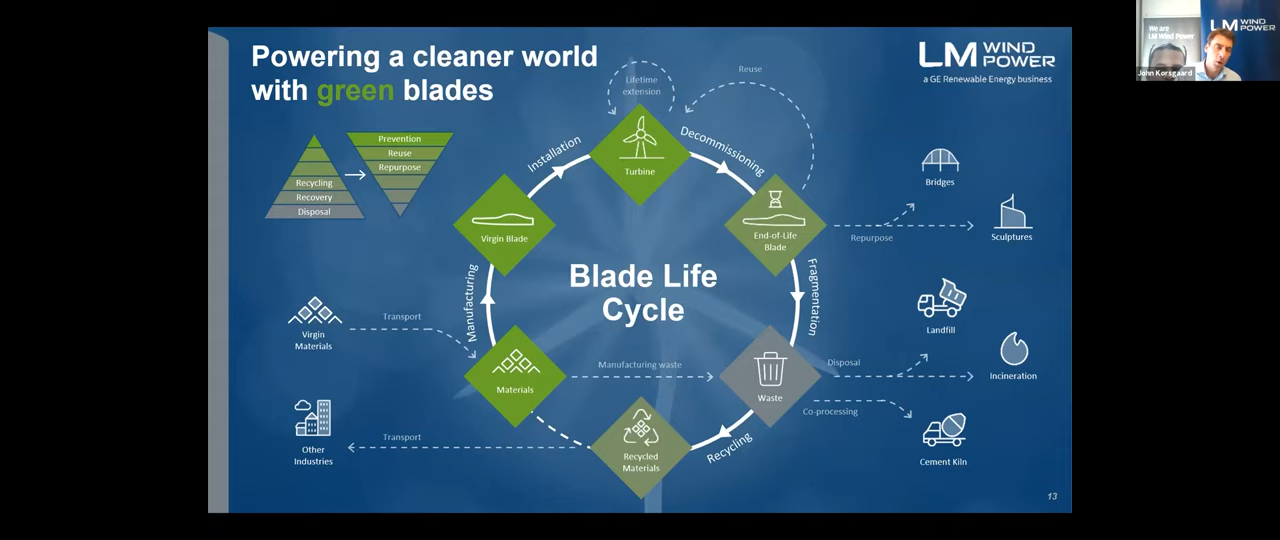 Powering a cleaner world
with green blades
LM WIND
POWER
a GE Renewable Energy business
We are
LM Wind Power
LM WIND
POWER
John Korsgaard
Lifetime
extension
Reuse
Prevention
Reuse
Repurpose
Recycling
Recovery
Disposal
Installation
Decommissioning
Turbine
Bridges
Virgin Blade
End-of-Life
Blade
Repurpose
Sculptures
Blade Life
Cycle
Manufacturing
Fragmentation
Virgin
Materials
Transport
Landfill
Materials
Manufacturing waste
Waste
Disposal
Incineration
Co-processing
Other
Industries
Transport
Recycled
Materials
Recycling
Cement Kiln
13